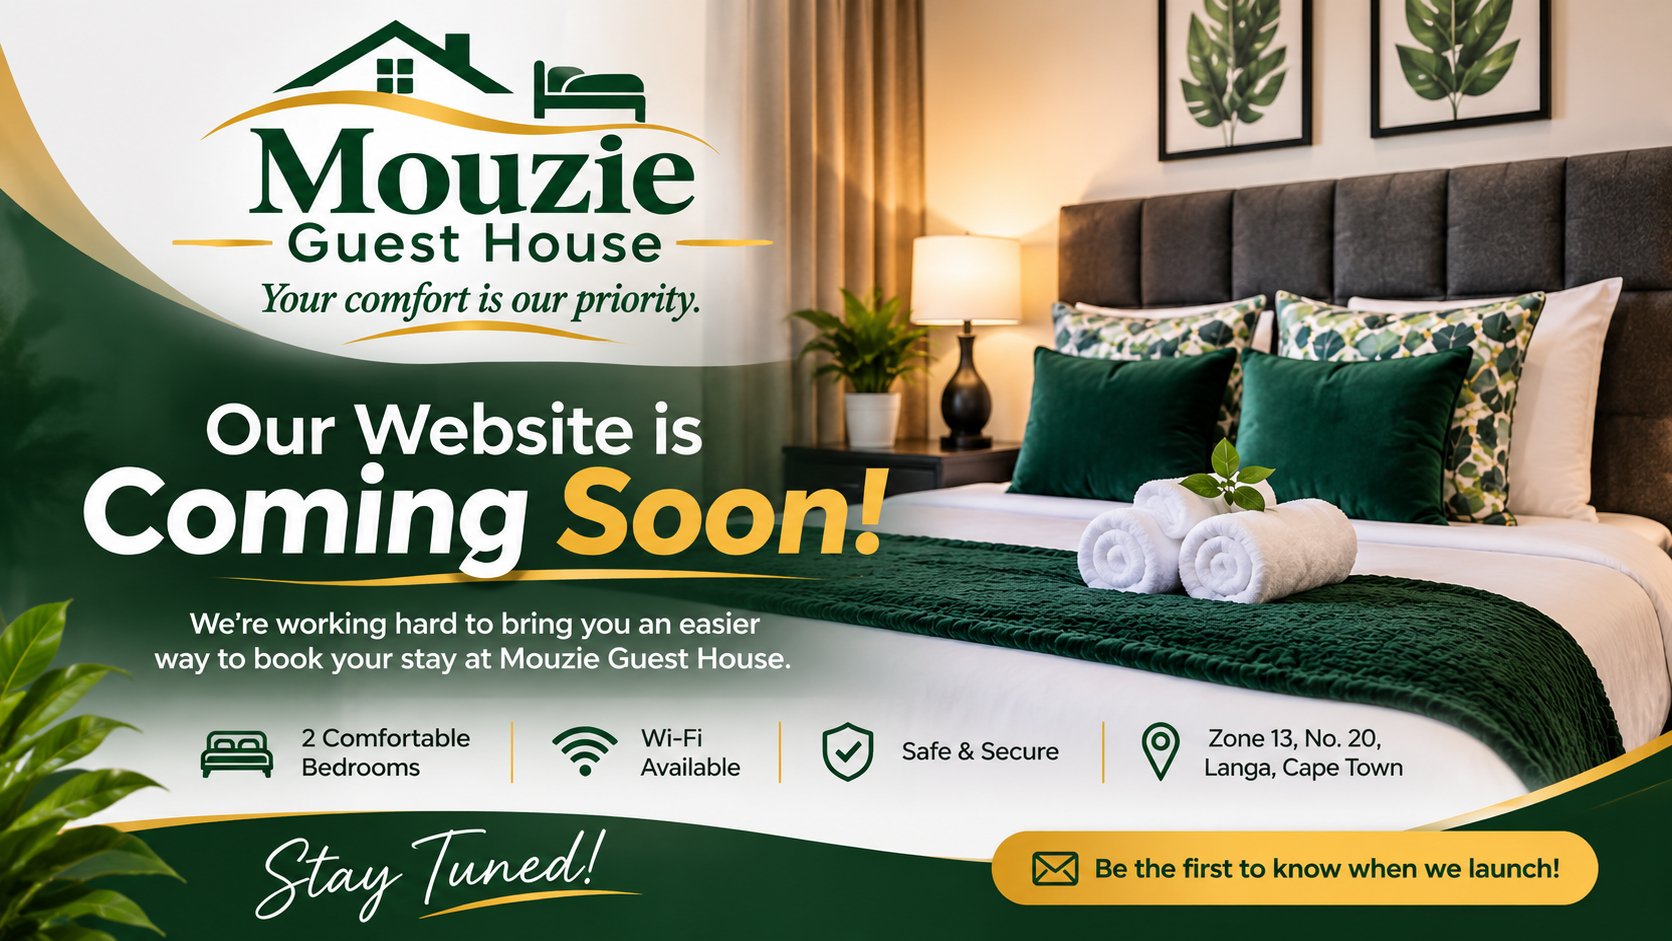 Mouzie
Guest House
Your comfort is our priority.
Our Website is
Coming Soon!
We're working hard to bring you an easier
way to book your stay at Mouzie Guest House.
2 Comfortable
Bedrooms
Wi-Fi
Available
Safe & Secure
Zone 13, No. 20,
Langa, Cape Town
Stay Tuned!
Be the first to know when we launch!